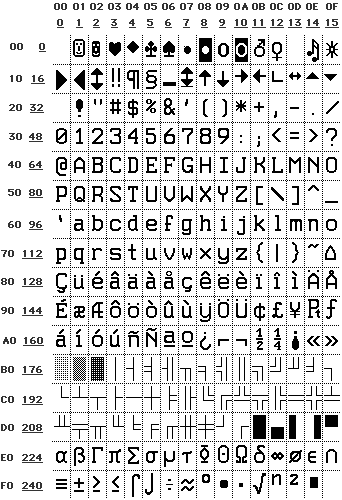 00 01 02 03 04 05 06 07 08 09 0A 0B 0C 0D 0E 0F
0 1 2 3 4 5 6 7 8 9 10 11 12 13 14 15
00 0 ☺ ☻ ♥ ♦ ♣ ♠ • ◘ ○ ◙ ♂ ♀ ♪ ☼
10 16 ► ◄ ↕ ‼ ¶ § ▬ ↨ ↑ ↓ → ← ∟ ↔ ▲ ▼
20 32 ! " # $ % & ' ( ) * + , - . /
30 48 0 1 2 3 4 5 6 7 8 9 : ; < = > ?
40 64 @ A B C D E F G H I J K L M N O
50 80 P Q R S T U V W X Y Z [ \ ] ^ _
60 96 ` a b c d e f g h i j k l m n o
70 112 p q r s t u v w x y z { | } ~ ⌂
80 128 Ç ü é â ä à å ç ê ë è ï î ì Ä Å
90 144 É æ Æ ô ö ò û ù ÿ Ö Ü ¢ £ ¥ ₧ ƒ
A0 160 á í ó ú ñ Ñ ª º ¿ ⌐ ¬ ½ ¼ ¡ « »
B0 176 ░ ▒ ▓ │ ┤ ╡ ╢ ╖ ╕ ╣ ║ ╗ ╝ ╜ ╛ ┐
C0 192 └ ┴ ┬ ├ ─ ┼ ╞ ╟ ╚ ╔ ╩ ╦ ╠ ═ ╬ ╧
D0 208 ╨ ╤ ╥ ╙ ╘ ╒ ╓ ╫ ╪ ┘ ┌ █ ▄ ▌ ▐ ▀
E0 224 α β Γ π Σ σ µ τ Φ Θ Ω δ ∞ ø ε ∩
F0 240 ≡ ± ≥ ≤ ⌠ ⌡ ÷ ≈ ° • · √ ⁿ ² ■